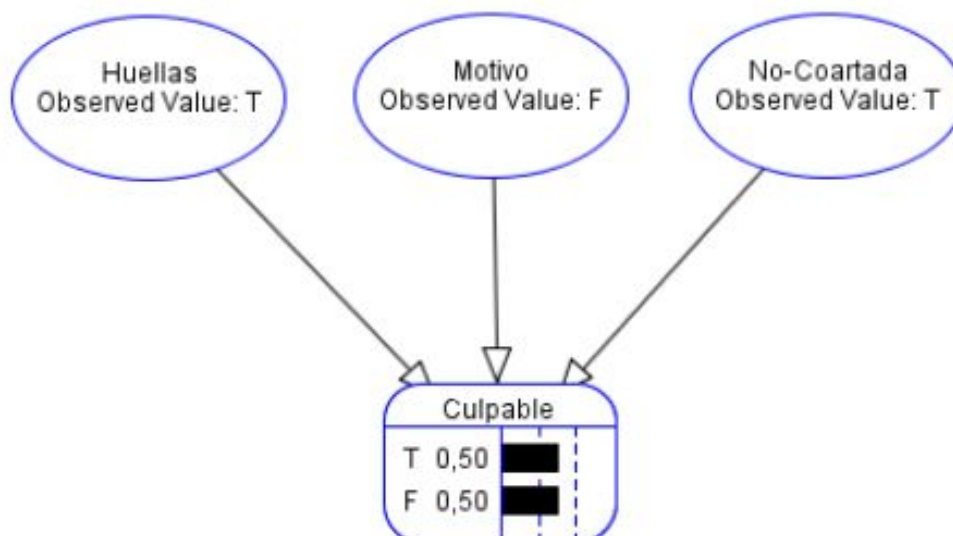 Huellas
Observed Value: T
Motivo
Observed Value: F
No-Coartada
Observed Value: T
Culpable
T 0,50
F 0,50